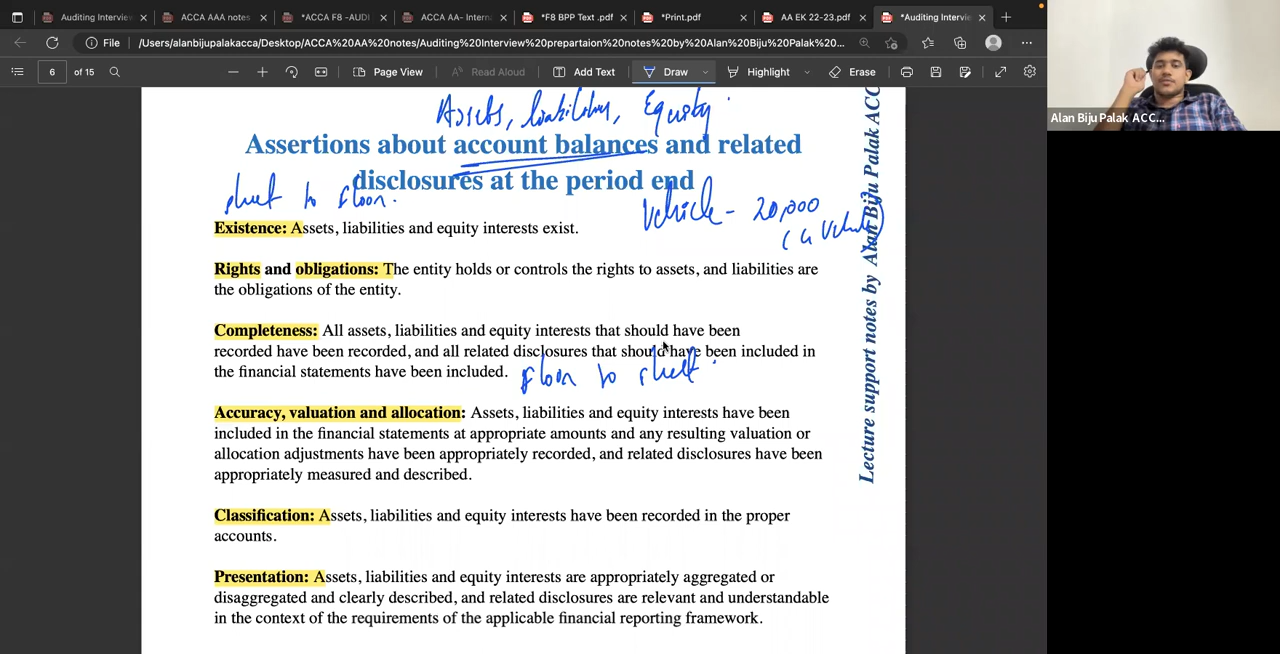 Auditing Interview
ACCA AAA notes
*ACCA F8 -AUDI
ACCA AA- Intern
*F8 BPP Text .pdf
*Print.pdf
AA EK 22-23.pdf
*Auditing Intervie
File /Users/alanbijupalakacca/Desktop/ACCA%20AA%20notes/Auditing%20Interview%20prepartaion%20notes%20by%20Alan%20Biju%20Palak%20...
6 of 15
Page View
Read Aloud
Add Text
Draw
Highlight
Erase
Alan Biju Palak ACC...
Assets, liabilities, Equity.
Assertions about account balances and related
disclosures at the period end
sheet to floor.
Vehicle - 20,000
(4 Vehicle)
Existence: Assets, liabilities and equity interests exist.
Rights and obligations: The entity holds or controls the rights to assets, and liabilities are
the obligations of the entity.
Completeness: All assets, liabilities and equity interests that should have been
recorded have been recorded, and all related disclosures that should have been included in
the financial statements have been included.
floor to sheet.
Accuracy, valuation and allocation: Assets, liabilities and equity interests have been
included in the financial statements at appropriate amounts and any resulting valuation or
allocation adjustments have been appropriately recorded, and related disclosures have been
appropriately measured and described.
Classification: Assets, liabilities and equity interests have been recorded in the proper
accounts.
Presentation: Assets, liabilities and equity interests are appropriately aggregated or
disaggregated and clearly described, and related disclosures are relevant and understandable
in the context of the requirements of the applicable financial reporting framework.
Lecture support notes by Alan Biju Palak ACC